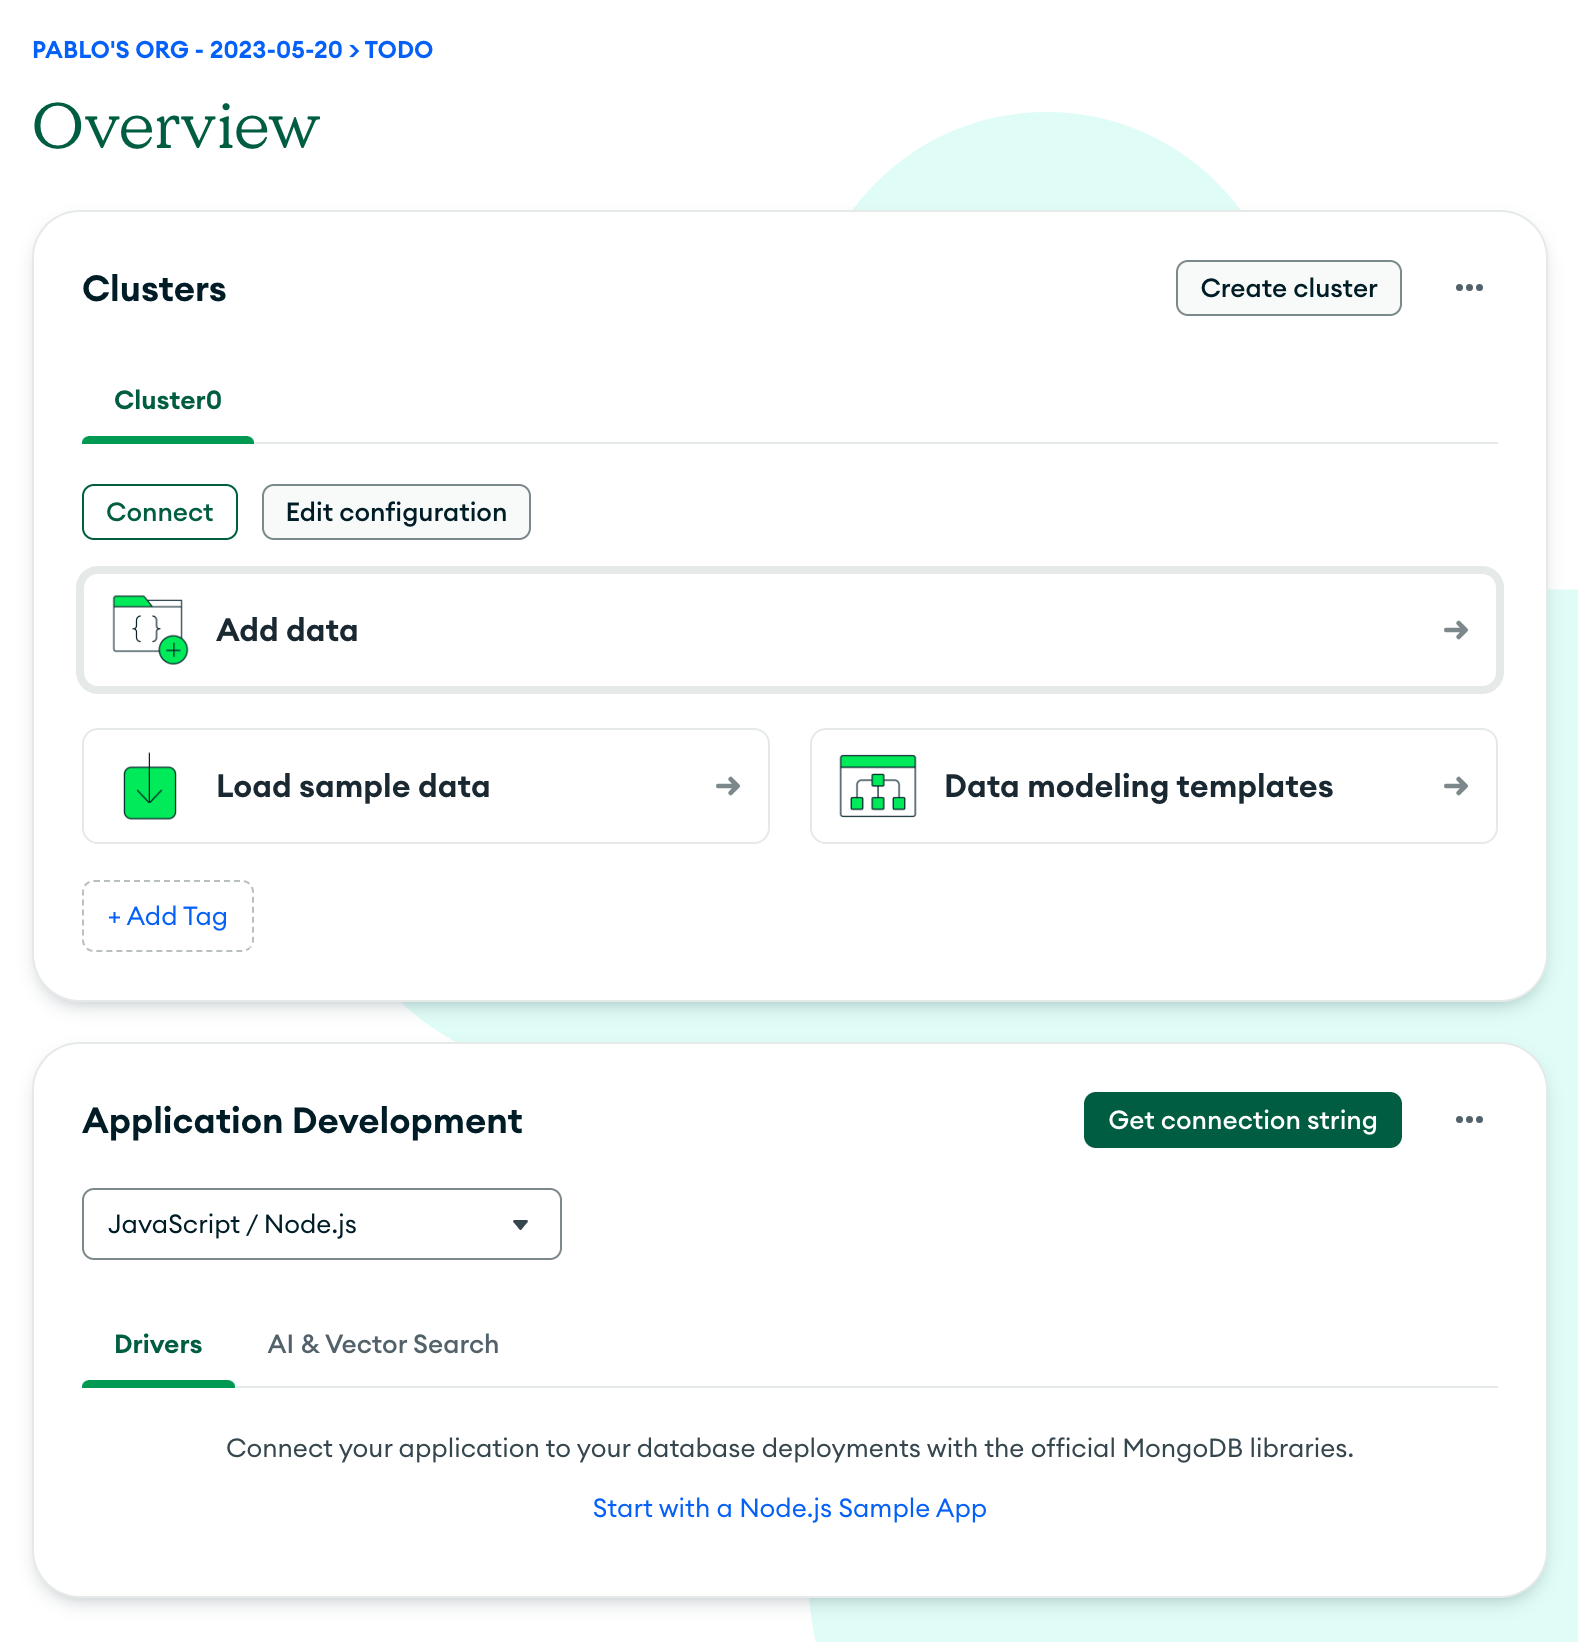 PABLO'S ORG - 2023-05-20 > TODO
Overview
Clusters
Create cluster
Cluster0
Connect
Edit configuration
{ }
Add data
Load sample data
Data modeling templates
+ Add Tag
Application Development
Get connection string
JavaScript / Node.js
Drivers
AI & Vector Search
Connect your application to your database deployments with the official MongoDB libraries.
Start with a Node.js Sample App